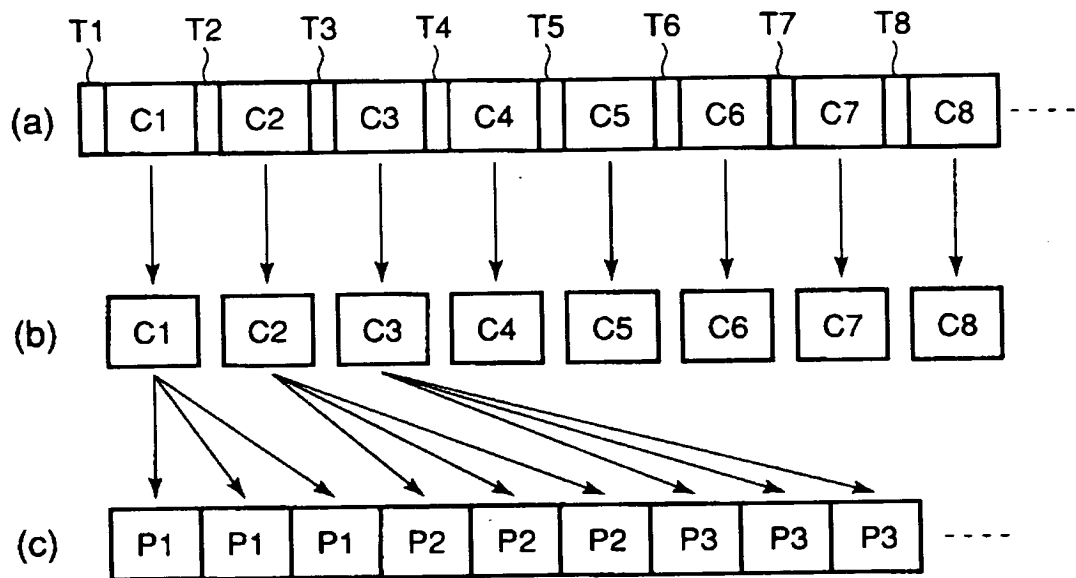 T1 T2 T3 T4 T5 T6 T7 T8
(a) C1 C2 C3 C4 C5 C6 C7 C8
(b) C1 C2 C3 C4 C5 C6 C7 C8
(c) P1 P1 P1 P2 P2 P2 P3 P3 P3